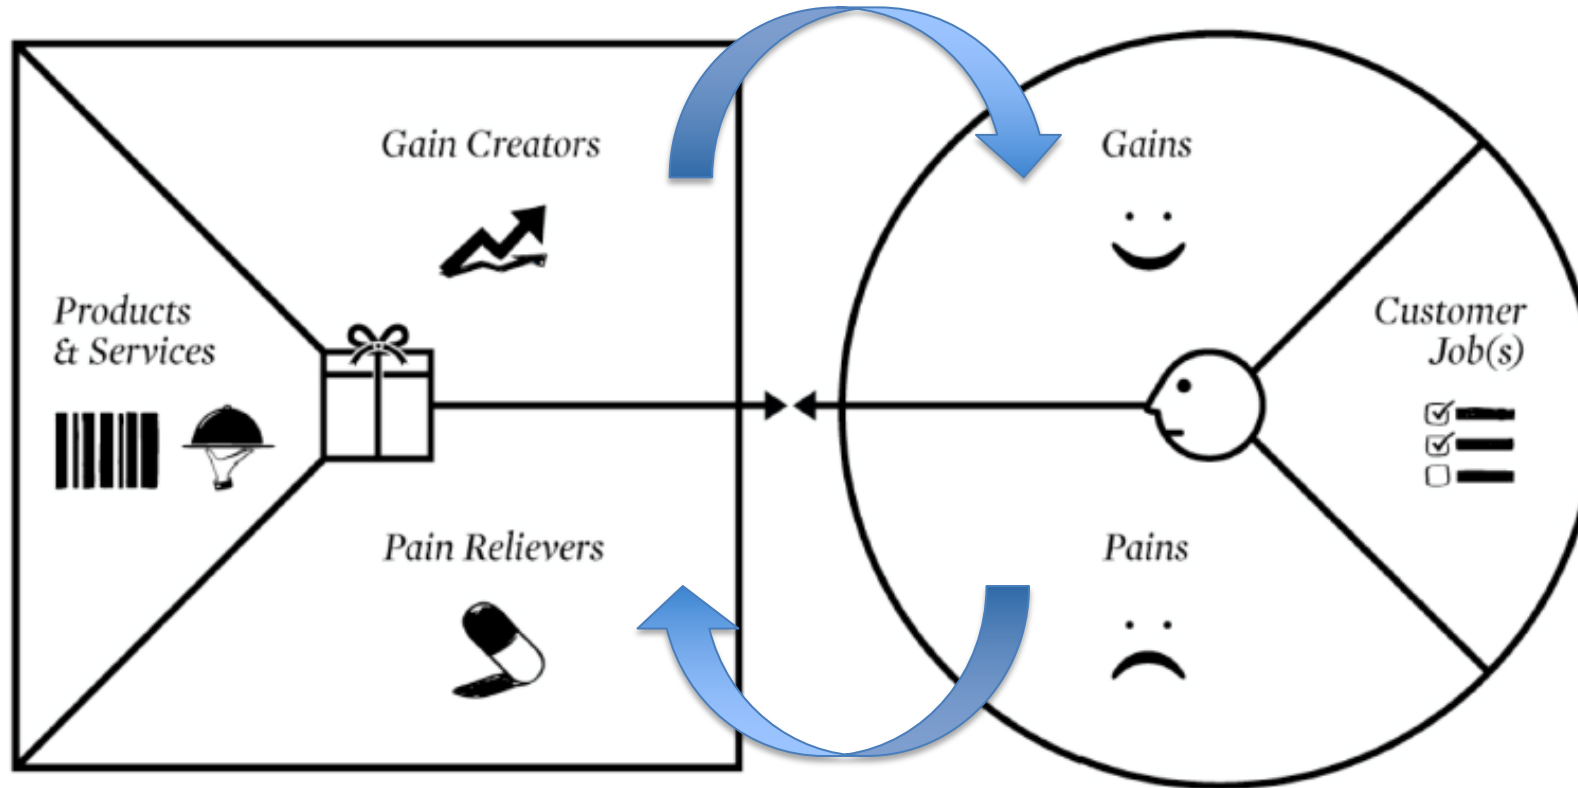 Gain Creators
Products
& Services
Pain Relievers
Gains
Customer
Job(s)
Pains